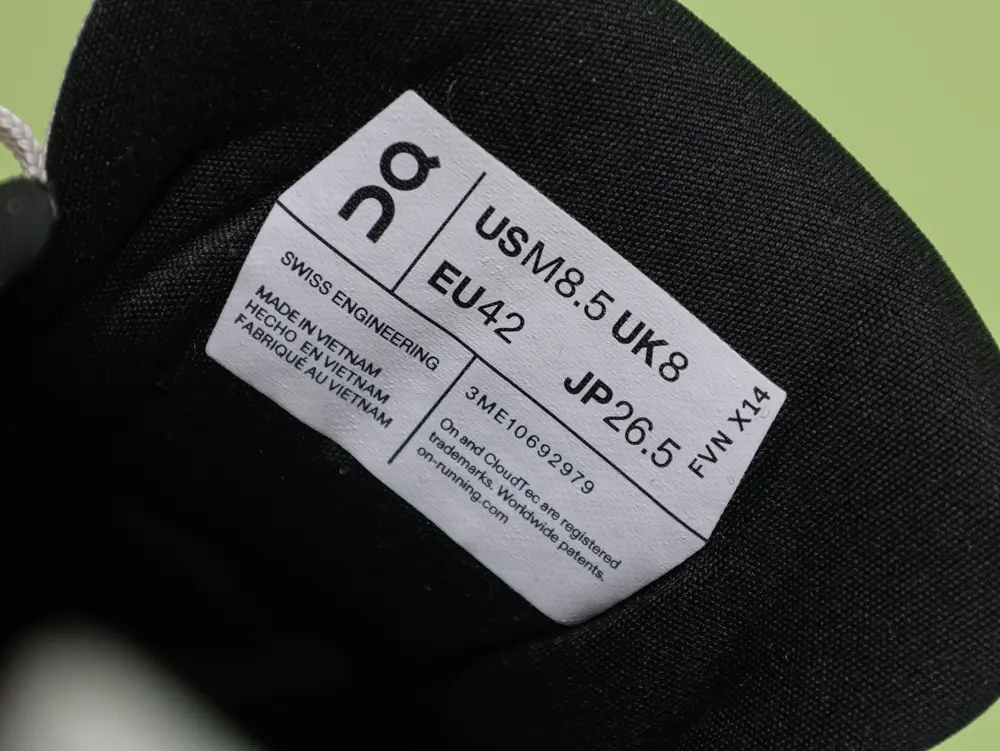 on
USM8.5 UK8
EU42 JP26.5
FVN X14
SWISS ENGINEERING
MADE IN VIETNAM
HECHO EN VIETNAM
FABRIQUÉ AU VIETNAM
3ME10692979
On and CloudTec are registered
trademarks. Worldwide patents.
on-running.com